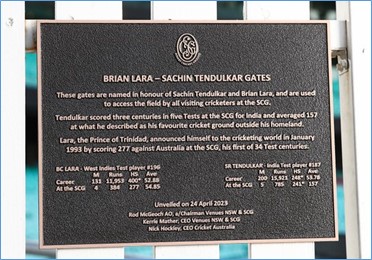 BRIAN LARA – SACHIN TENDULKAR GATES
These gates are named in honour of Sachin Tendulkar and Brian Lara, and are used
to access the field by all visiting cricketers at the SCG.
Tendulkar scored three centuries in five Tests at the SCG for India and averaged 157
at what he described as his favourite cricket ground outside his homeland.
Lara, the Prince of Trinidad, announced himself to the cricketing world in January
1993 by scoring 277 against Australia at the SCG, his first of 34 Test centuries.
BC LARA - West Indies Test player #196
M Runs HS Avg
Career 131 11,953 400* 52.88
At the SCG 4 384 277 54.85
SR TENDULKAR - India Test player #187
M Runs HS Avg
Career 200 15,921 248* 53.78
At the SCG 5 785 241* 157
Unveiled on 24 April 2023
Rod McGeoch AO, a/Chairman Venues NSW & SCG
Kerrie Mather, CEO Venues NSW & SCG
Nick Hockley, CEO Cricket Australia